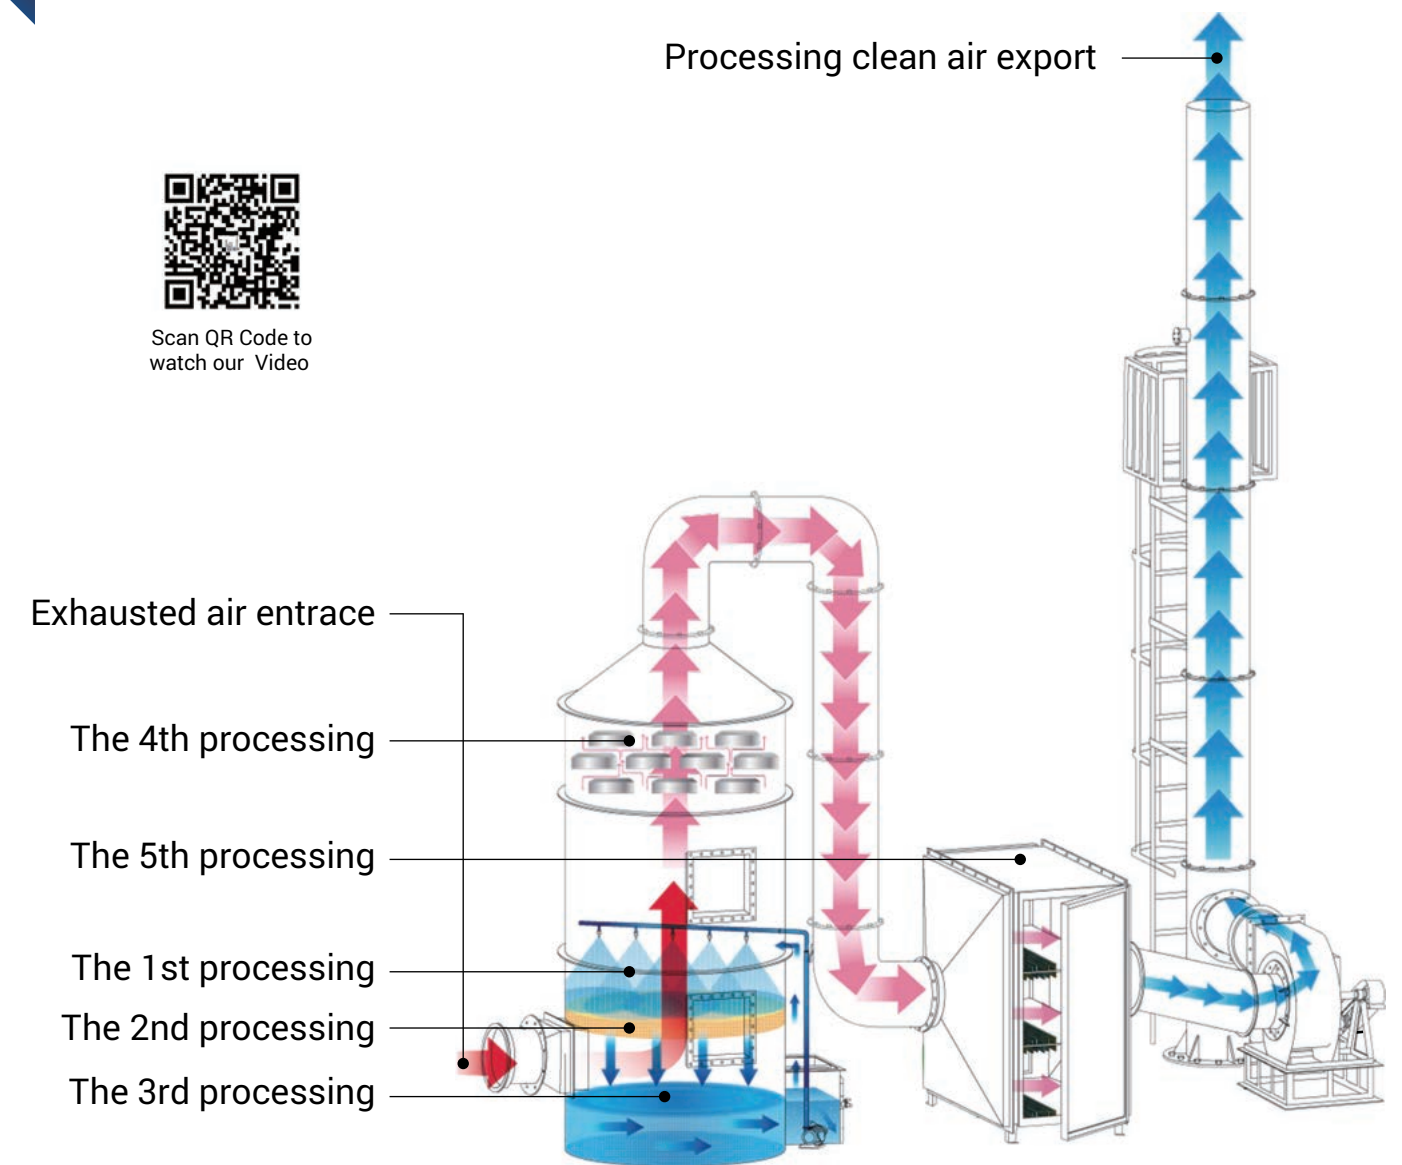 Processing clean air export
Scan QR Code to
watch our Video
Exhausted air entrace
The 4th processing
The 5th processing
The 1st processing
The 2nd processing
The 3rd processing